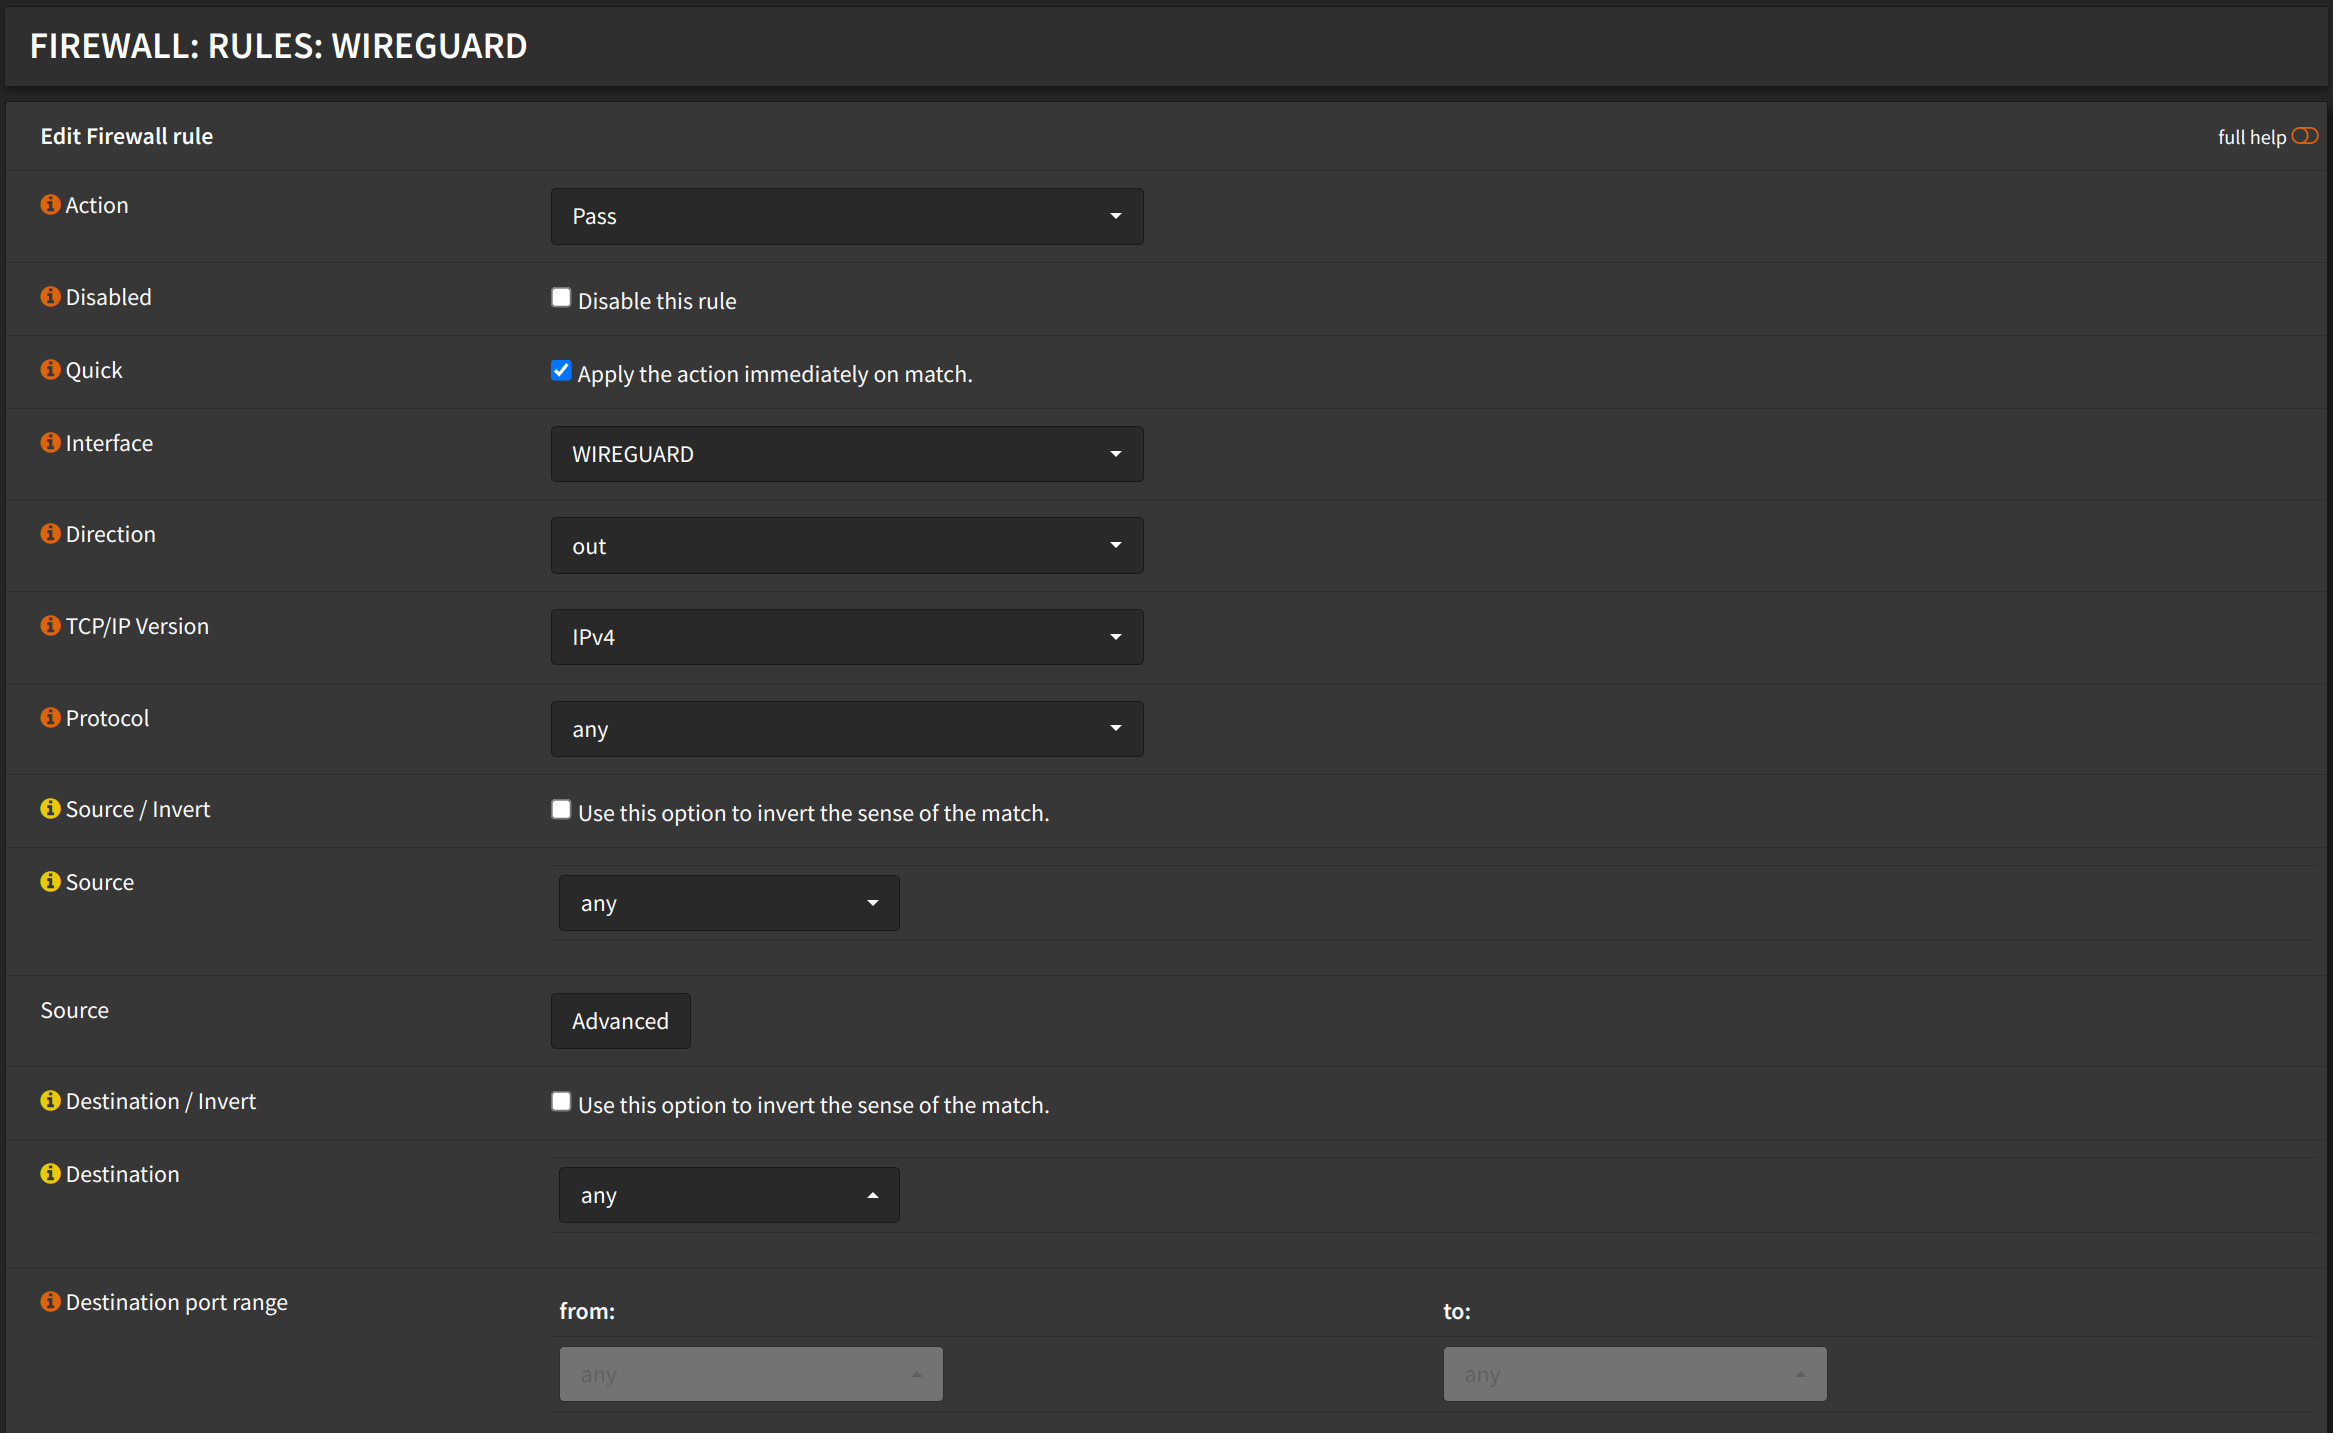 FIREWALL: RULES: WIREGUARD
Edit Firewall rule
full help
Action
Pass
Disabled
Disable this rule
Quick
Apply the action immediately on match.
Interface
WIREGUARD
Direction
out
TCP/IP Version
IPv4
Protocol
any
Source / Invert
Use this option to invert the sense of the match.
Source
any
Source
Advanced
Destination / Invert
Use this option to invert the sense of the match.
Destination
any
Destination port range
from:
to:
any
any